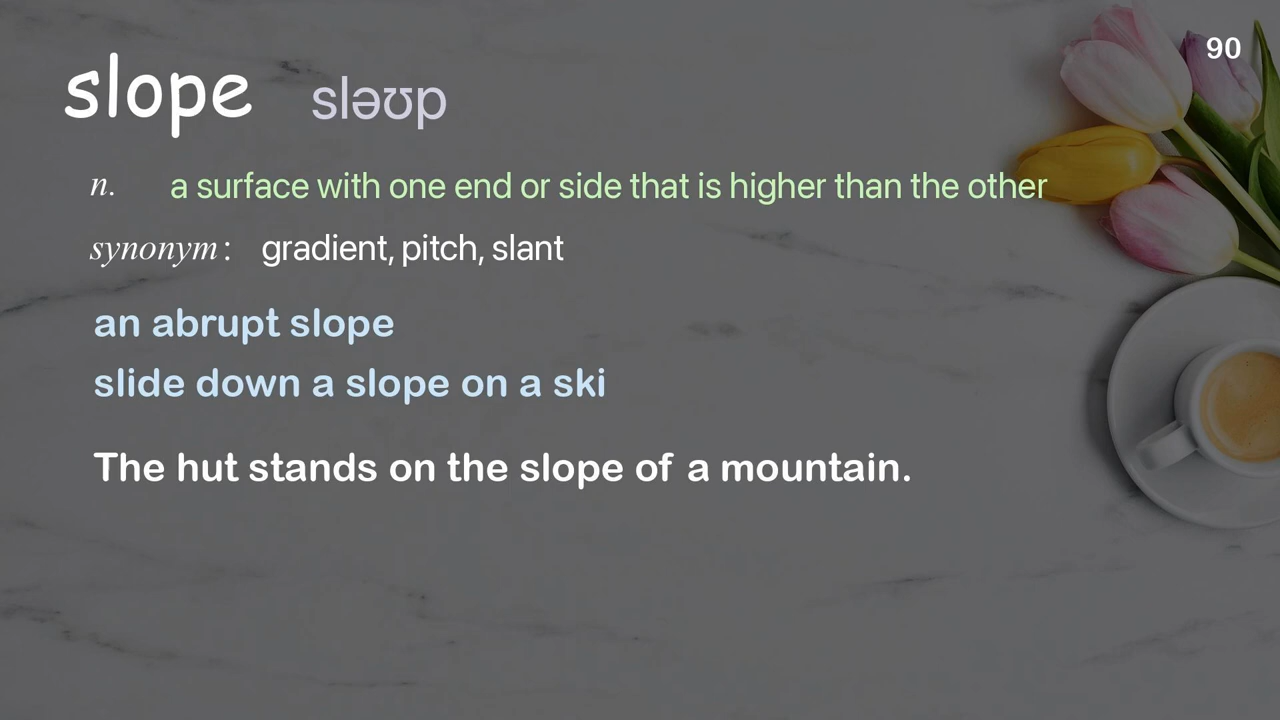 90
slope sləʊp
n. a surface with one end or side that is higher than the other
synonym: gradient, pitch, slant
an abrupt slope
slide down a slope on a ski
The hut stands on the slope of a mountain.